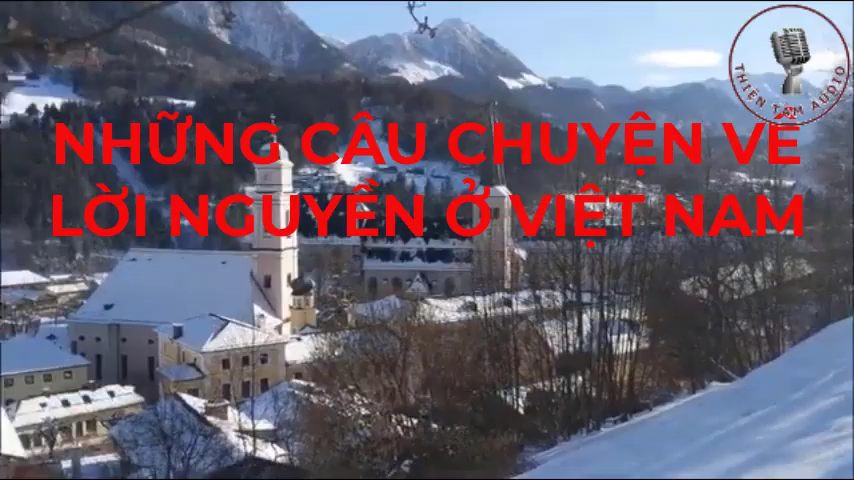 NHỮNG CÂU CHUYỆN VỀ
LỜI NGUYỀN Ở VIỆT NAM
THIỆN TÂM AUDIO